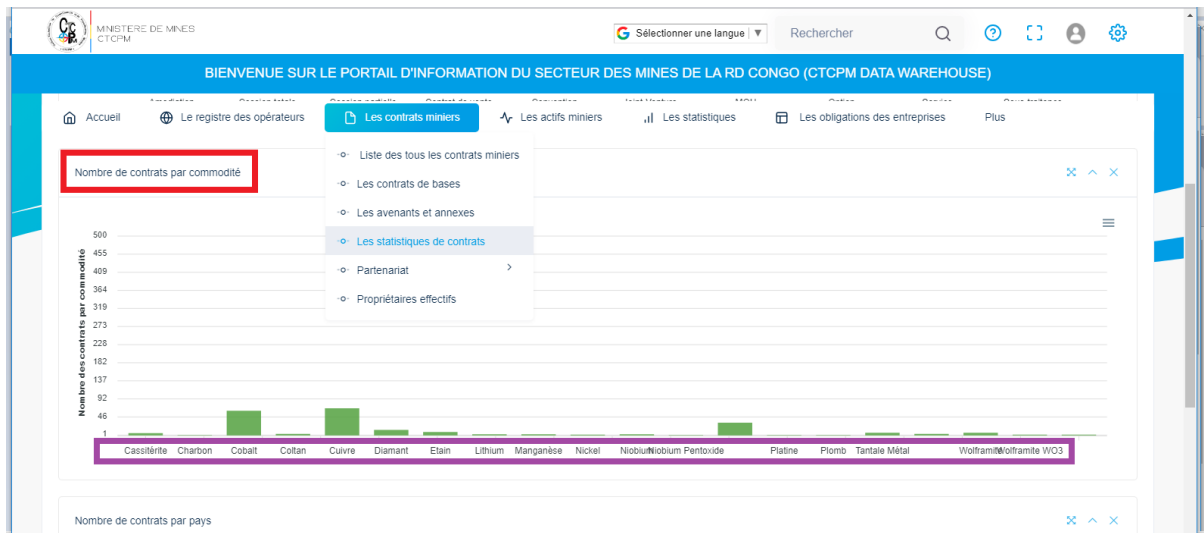 MINISTERE DE MINES
CTCPM
Sélectionner une langue
Rechercher
BIENVENUE SUR LE PORTAIL D'INFORMATION DU SECTEUR DES MINES DE LA RD CONGO (CTCPM DATA WAREHOUSE)
Accueil Le registre des opérateurs Les contrats miniers Les actifs miniers Les statistiques Les obligations des entreprises Plus
Liste des tous les contrats miniers
Nombre de contrats par commodité
Les contrats de bases
Les avenants et annexes
Les statistiques de contrats
Partenariat
Propriétaires effectifs
Nombre des contrats par commodité
500
455
409
364
319
273
228
182
137
92
46
1
Cassitérite Charbon Cobalt Coltan Cuivre Diamant Etain Lithium Manganèse Nickel Niobium Niobium Pentoxide Platine Plomb Tantale Métal Wolframite Wolframite WO3
Nombre de contrats par pays